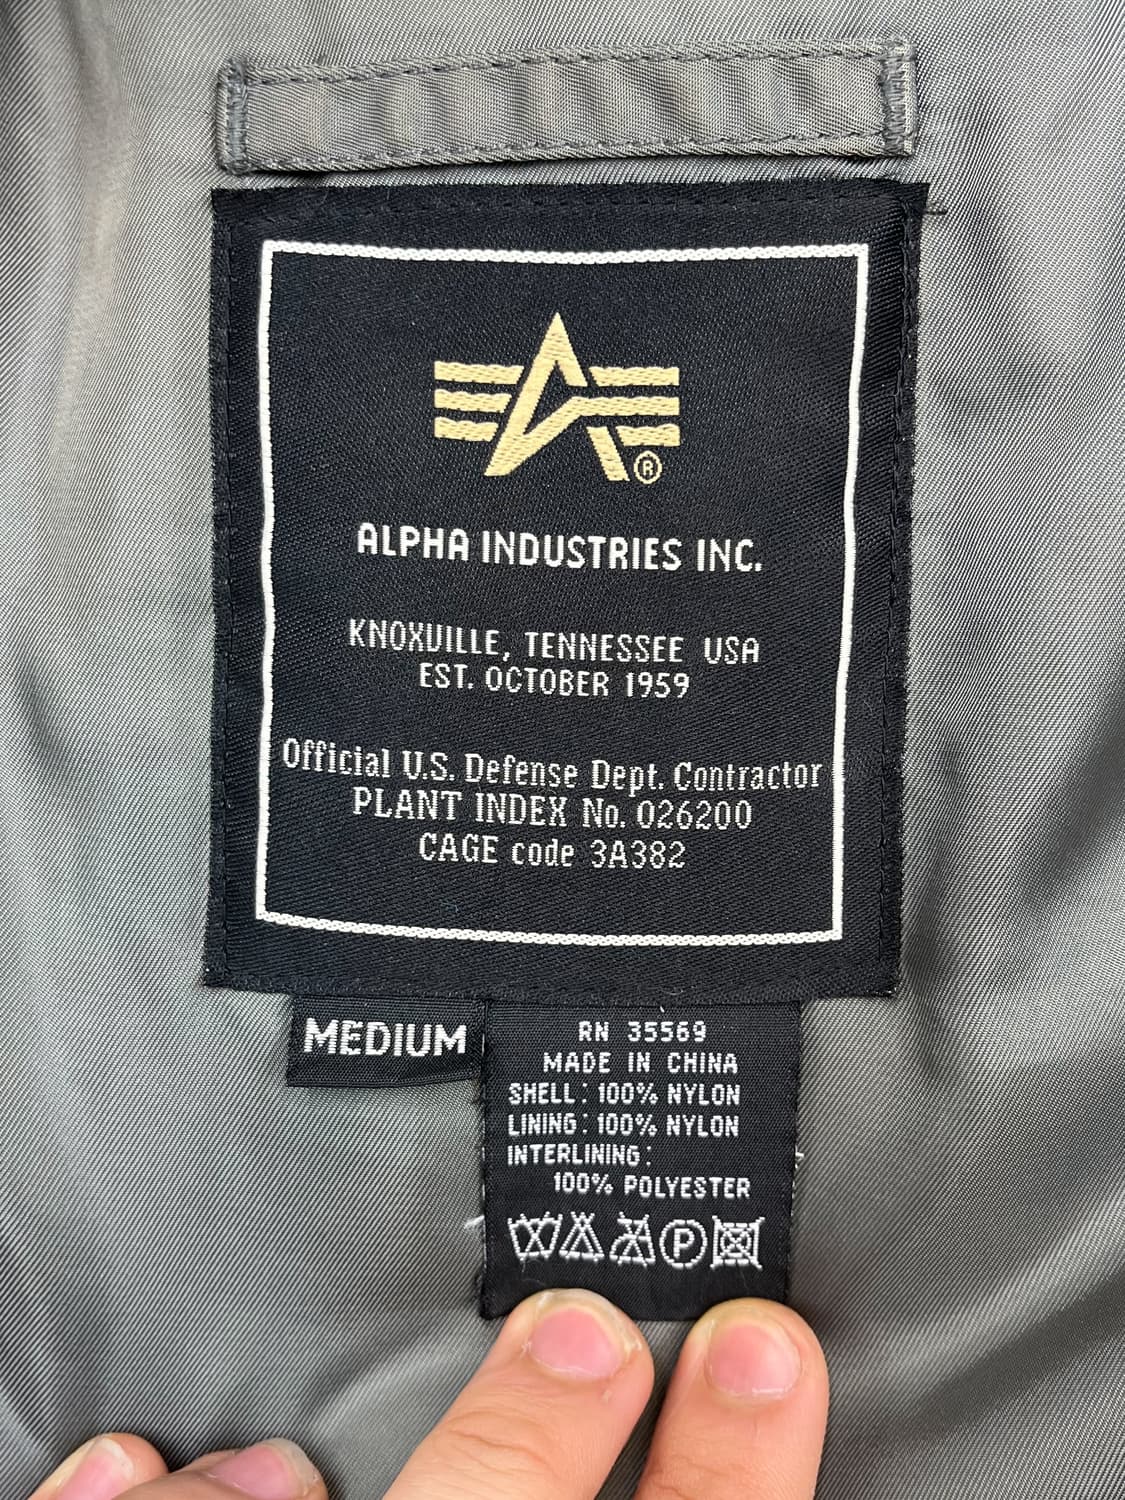 ®
ALPHA INDUSTRIES INC.
KNOXVILLE, TENNESSEE USA
EST. OCTOBER 1959
Official U.S. Defense Dept. Contractor
PLANT INDEX No. 026200
CAGE code 3A382
MEDIUM
RN 35569
MADE IN CHINA
SHELL: 100% NYLON
LINING: 100% NYLON
INTERLINING:
100% POLYESTER
P